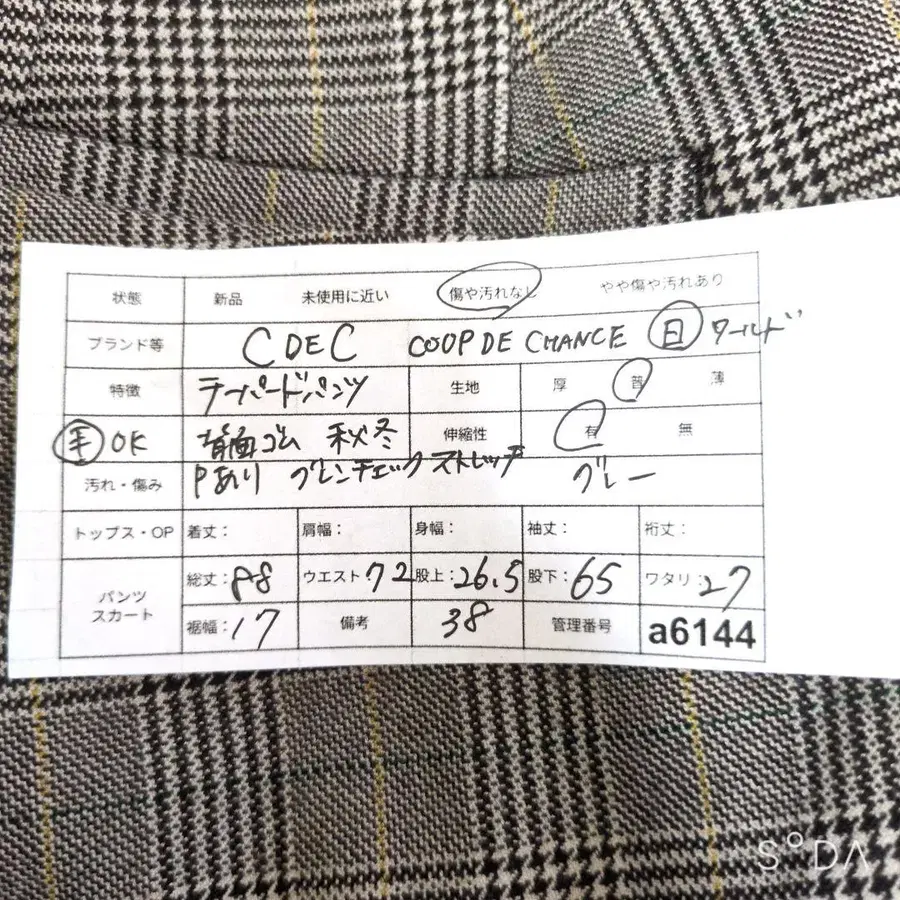 状態 新品 未使用に近い 傷や汚れなし やや傷や汚れあり
ブランド等 C DE C COUP DE CHANCE 日 ワールド
特徴 テーパードパンツ 生地 厚 普 薄
手 OK 背面ゴム 秋冬 伸縮性 有 無
汚れ・傷み Pあり グレンチェック ストレッチ グレー
トップス・OP 着丈: 肩幅: 身幅: 袖丈: 裄丈:
パンツ スカート 総丈:88 ウエスト:72 股上:26.5 股下:65 ワタリ:27
裾幅:17 備考 38 管理番号 a6144
SODA